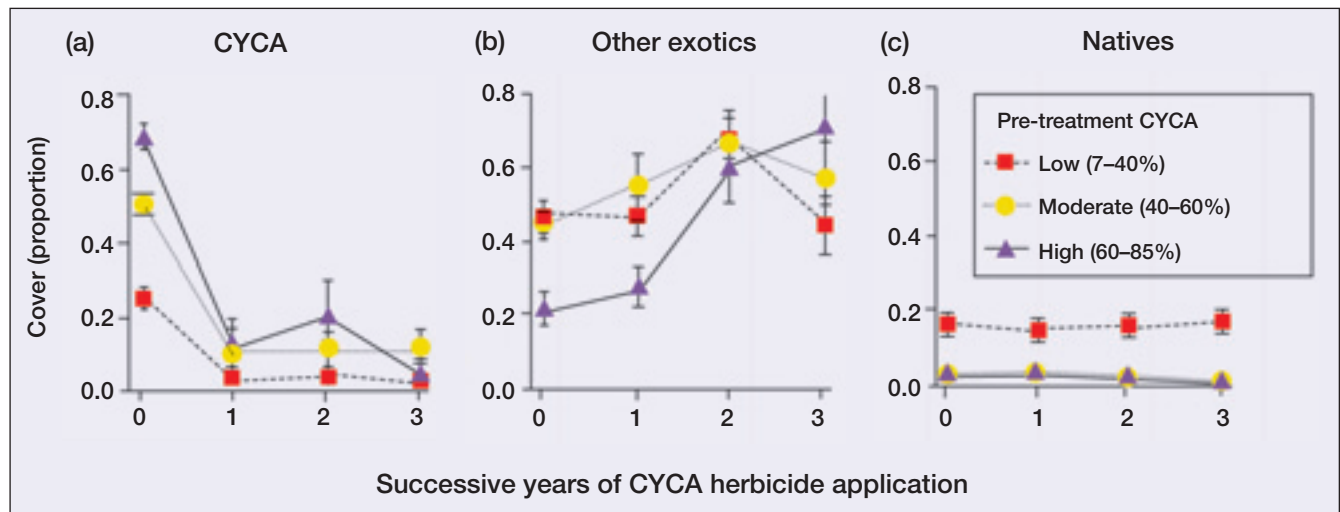 (a) CYCA
(b) Other exotics
(c) Natives
Cover (proportion)
0.8
0.6
0.4
0.2
0.0
0 1 2 3
0.8
0.6
0.4
0.2
0.0
0 1 2 3
0.8
0.6
0.4
0.2
0.0
0 1 2 3
Pre-treatment CYCA
Low (7–40%)
Moderate (40–60%)
High (60–85%)
Successive years of CYCA herbicide application